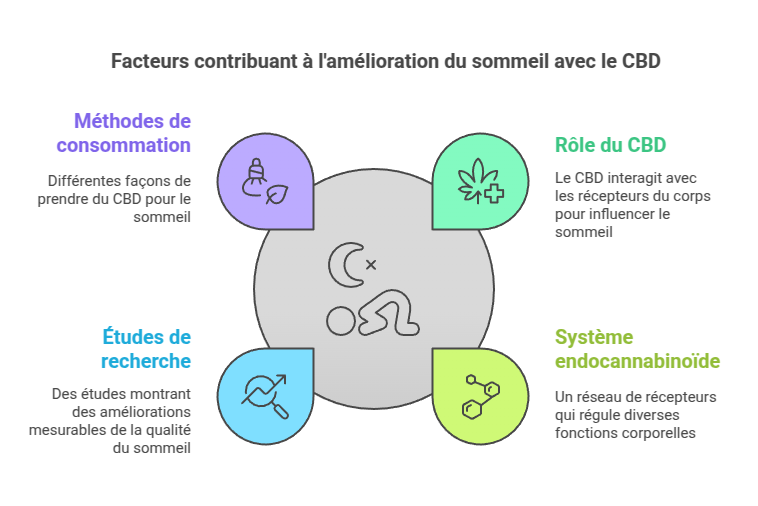 Facteurs contribuant à l'amélioration du sommeil avec le CBD
Méthodes de
consommation
Différentes façons de
prendre du CBD pour le
sommeil
Rôle du CBD
Le CBD interagit avec
les récepteurs du corps
pour influencer le
sommeil
Études de
recherche
Des études montrant
des améliorations
mesurables de la qualité
du sommeil
Système
endocannabinoïde
Un réseau de récepteurs
qui régule diverses
fonctions corporelles